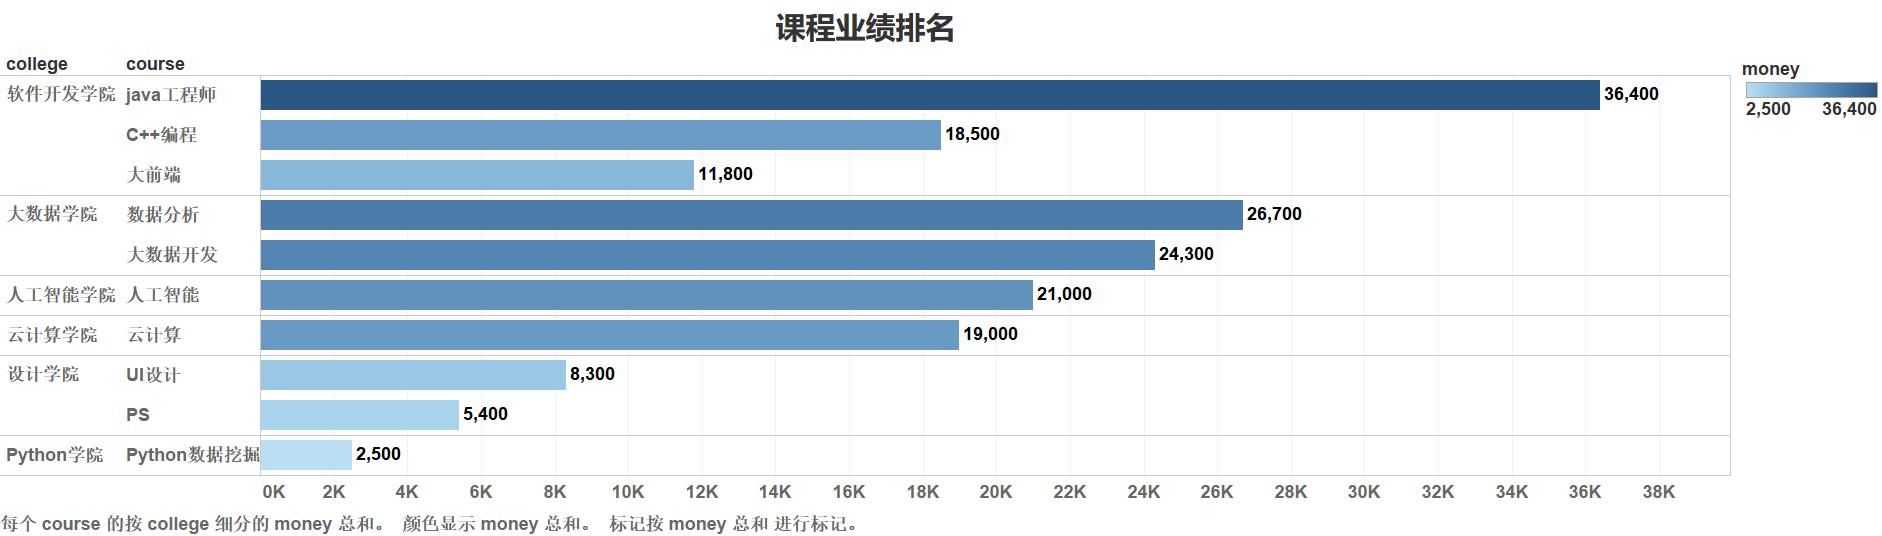 课程业绩排名
college course
money
2,500 36,400
软件开发学院 java工程师 36,400
C++编程 18,500
大前端 11,800
大数据学院 数据分析 26,700
大数据开发 24,300
人工智能学院 人工智能 21,000
云计算学院 云计算 19,000
设计学院 UI设计 8,300
PS 5,400
Python学院 Python数据挖掘 2,500
0K 2K 4K 6K 8K 10K 12K 14K 16K 18K 20K 22K 24K 26K 28K 30K 32K 34K 36K 38K
每个 course 的按 college 细分的 money 总和。 颜色显示 money 总和。 标记按 money 总和 进行标记。